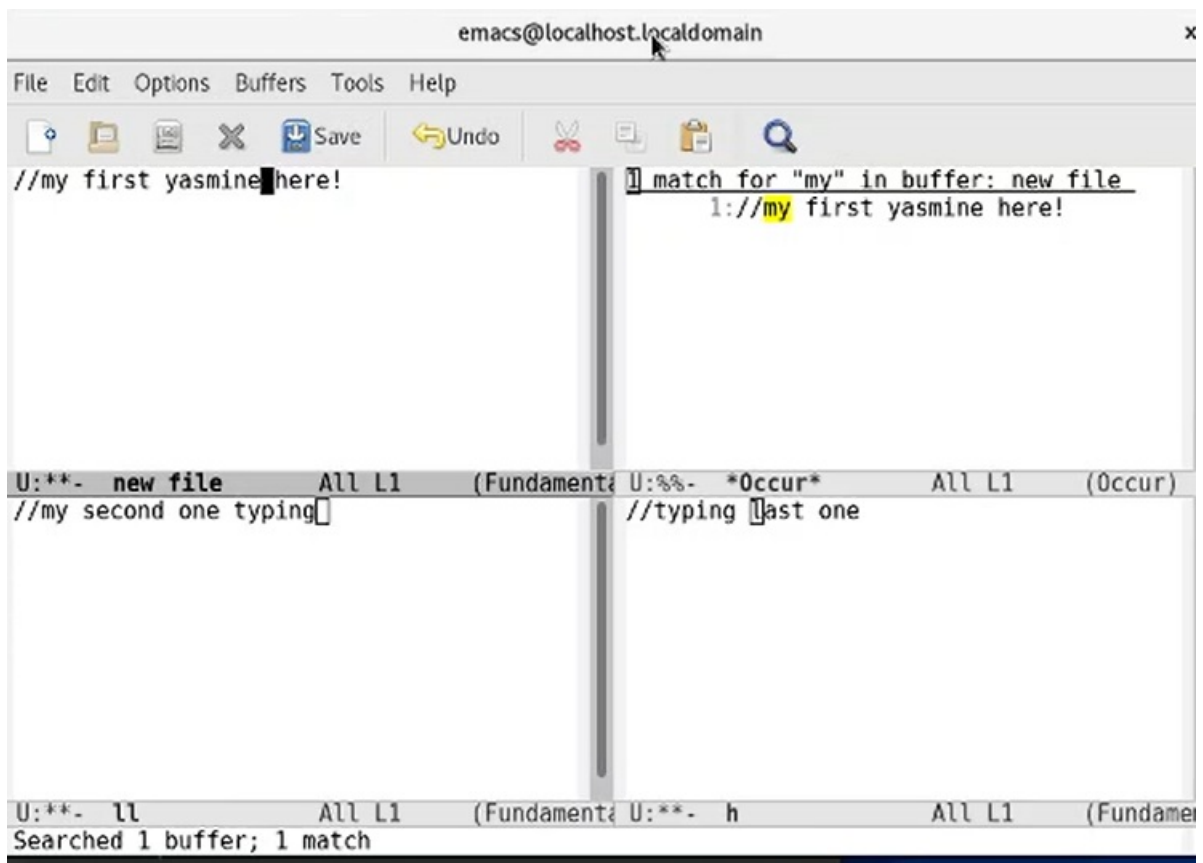 emacs@localhost.localdomain
x
File Edit Options Buffers Tools Help
Save Undo
//my first yasmine here!
U:**- new file All L1 (Fundamenta
1 match for "my" in buffer: new file
1://my first yasmine here!
U:%%- *Occur* All L1 (Occur)
//my second one typing
U:**- ll All L1 (Fundamenta
//typing last one
U:**- h All L1 (Fundame
Searched 1 buffer; 1 match